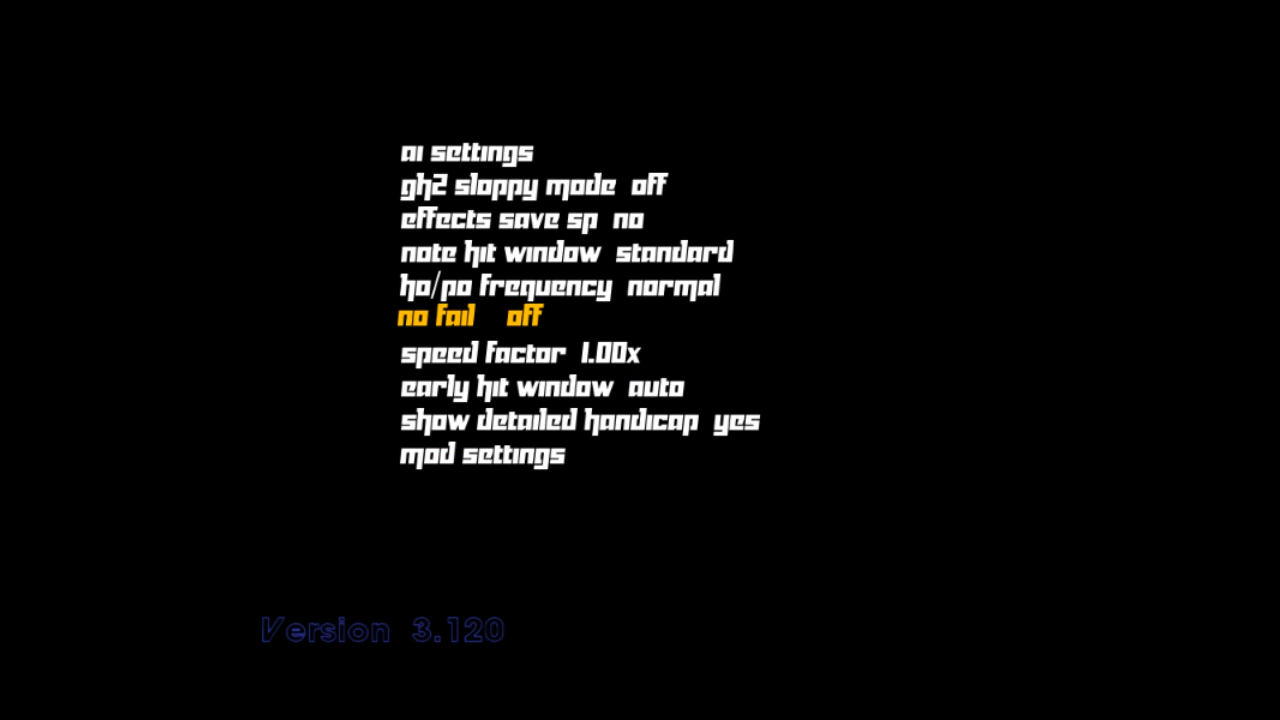 ai settings
gh2 sloppy mode off
effects save sp no
note hit window standard
ho/po frequency normal
no fail off
speed factor 1.00x
early hit window auto
show detailed handicap yes
mod settings
Version 3.120